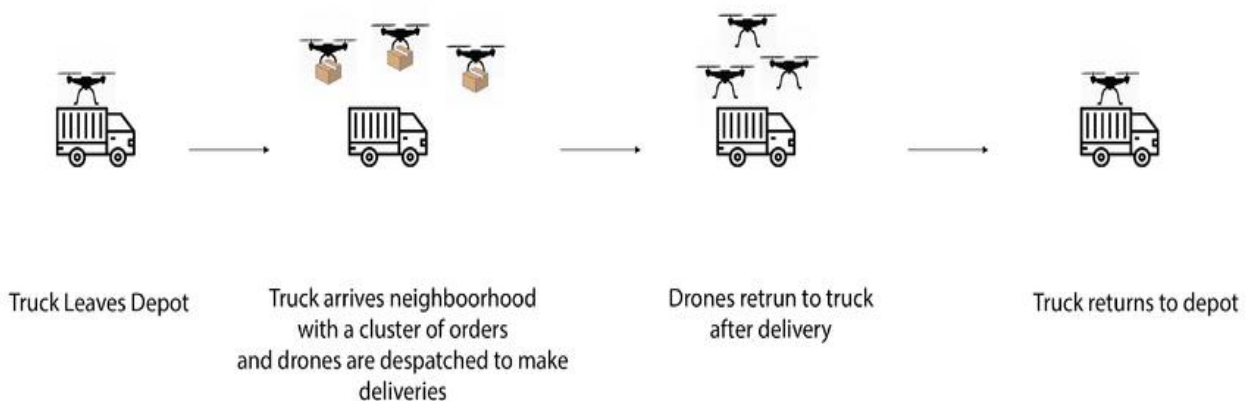 Truck Leaves Depot
Truck arrives neighboorhood
with a cluster of orders
and drones are despatched to make
deliveries
Drones retrun to truck
after delivery
Truck returns to depot